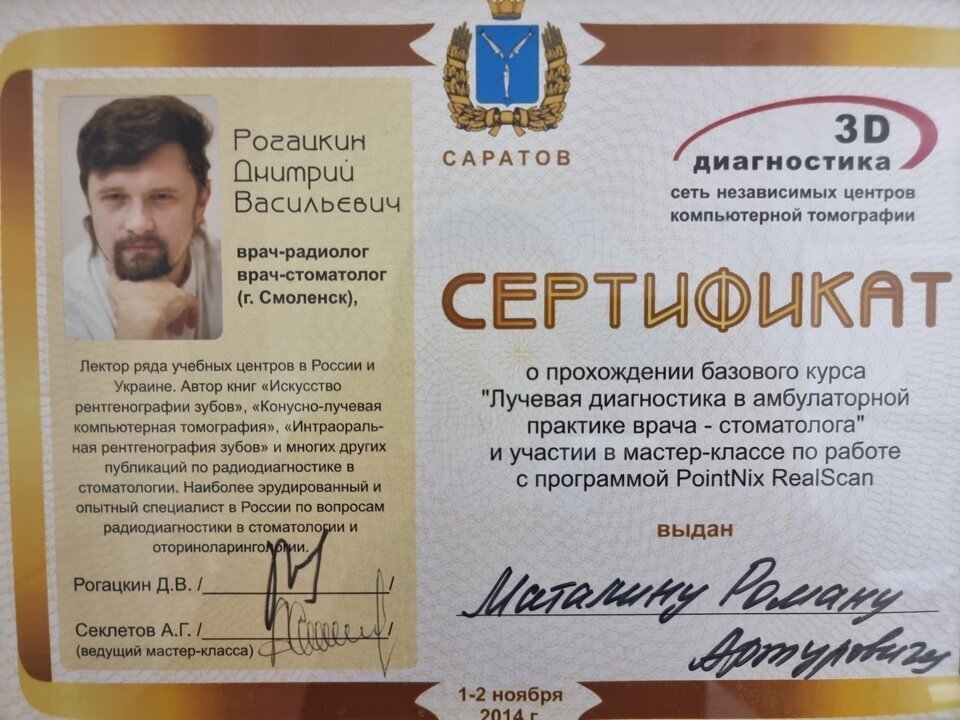 Рогацкин
Дмитрий
Васильевич
врач-радиолог
врач-стоматолог
(г. Смоленск),
Лектор ряда учебных центров в России и
Украине. Автор книг «Искусство
рентгенографии зубов», «Конусно-лучевая
компьютерная томография», «Интраораль-
ная рентгенография зубов» и многих других
публикаций по радиодиагностике в
стоматологии. Наиболее эрудированный и
опытный специалист в России по вопросам
радиодиагностики в стоматологии и
оториноларингологии.
Рогацкин Д.В. /
/
Секлетов А.Г. /
/
(ведущий мастер-класса)
САРАТОВ
3D
диагностика
сеть независимых центров
компьютерной томографии
СЕРТИФИКАТ
о прохождении базового курса
"Лучевая диагностика в амбулаторной
практике врача - стоматолога"
и участии в мастер-классе по работе
с программой PointNix RealScan
выдан
Маталину Роману
Артуровичу
1-2 ноября
2014 г.